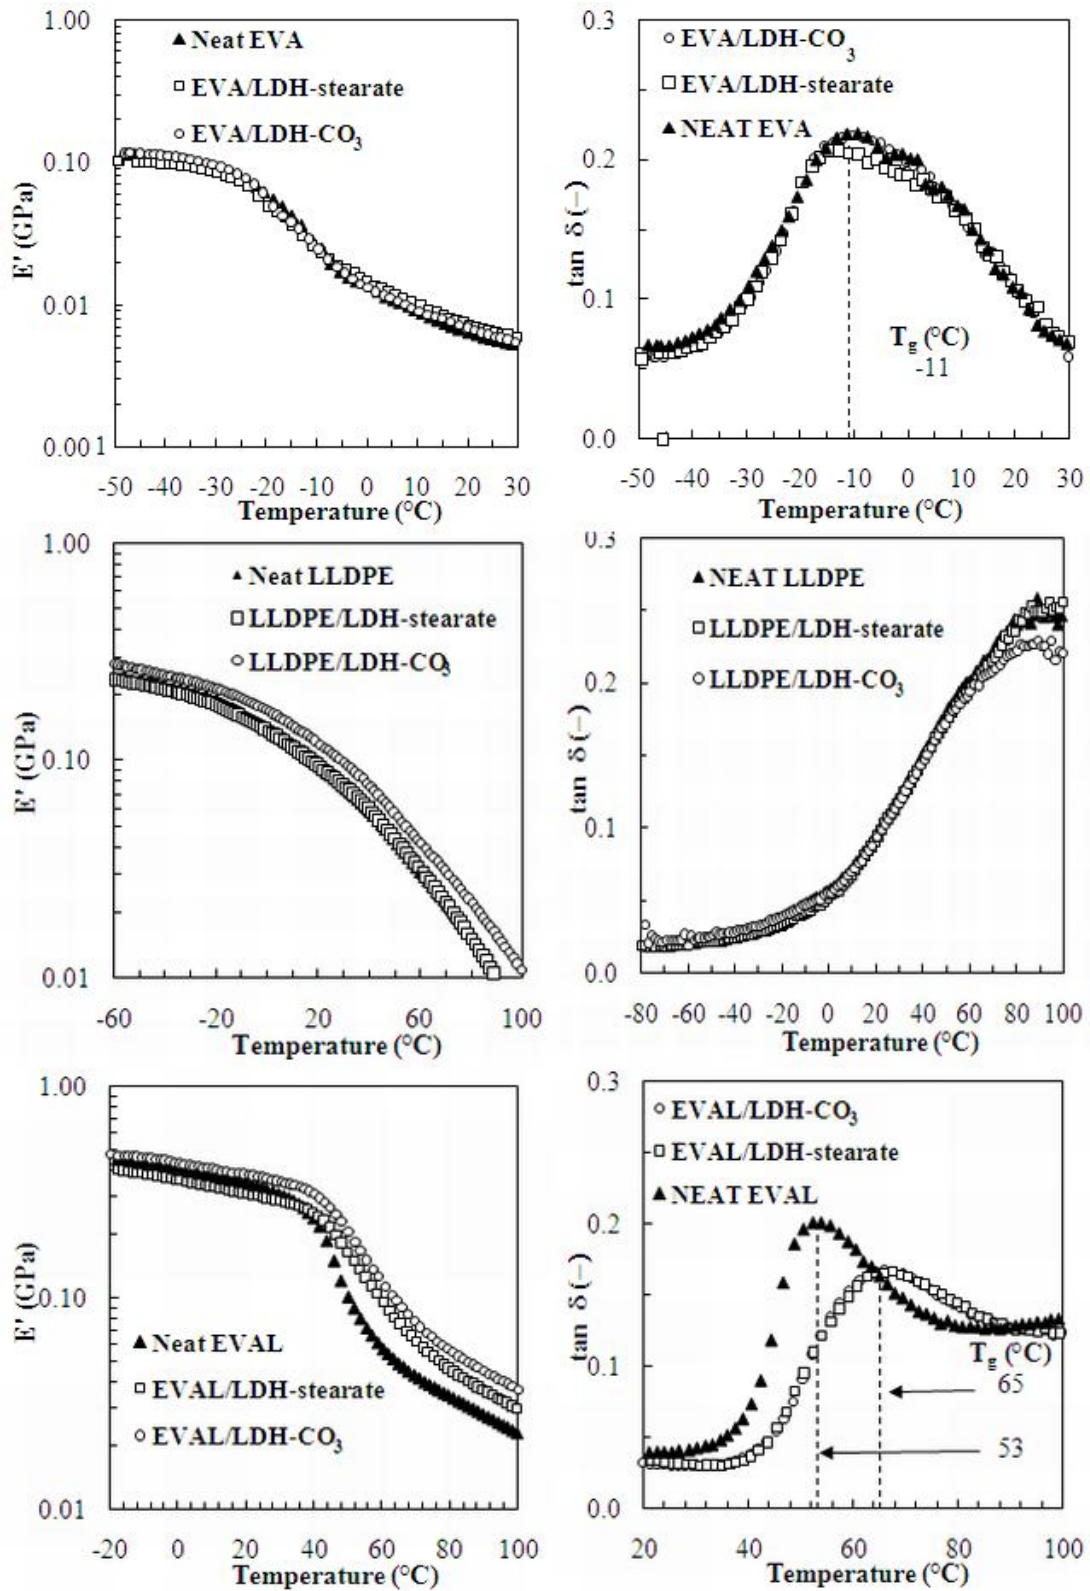 1.00
Neat EVA
EVA/LDH-stearate
EVA/LDH-CO3
0.10
E' (GPa)
0.01
0.001
-50 -40 -30 -20 -10 0 10 20 30
Temperature (°C)
0.3
EVA/LDH-CO3
EVA/LDH-stearate
NEAT EVA
0.2
tan δ (−)
0.1
Tg (°C)
-11
0.0
-50 -40 -30 -20 -10 0 10 20 30
Temperature (°C)
1.00
Neat LLDPE
LLDPE/LDH-stearate
LLDPE/LDH-CO3
E' (GPa)
0.10
0.01
-60 -20 20 60 100
Temperature (°C)
0.3
NEAT LLDPE
LLDPE/LDH-stearate
LLDPE/LDH-CO3
0.2
tan δ (−)
0.1
0.0
-80 -60 -40 -20 0 20 40 60 80 100
Temperature (°C)
1.00
E' (GPa)
0.10
Neat EVAL
EVAL/LDH-stearate
EVAL/LDH-CO3
0.01
-20 0 20 40 60 80 100
Temperature (°C)
0.3
EVAL/LDH-CO3
EVAL/LDH-stearate
NEAT EVAL
0.2
tan δ (−)
0.1
Tg (°C)
65
53
0.0
20 40 60 80 100
Temperature (°C)